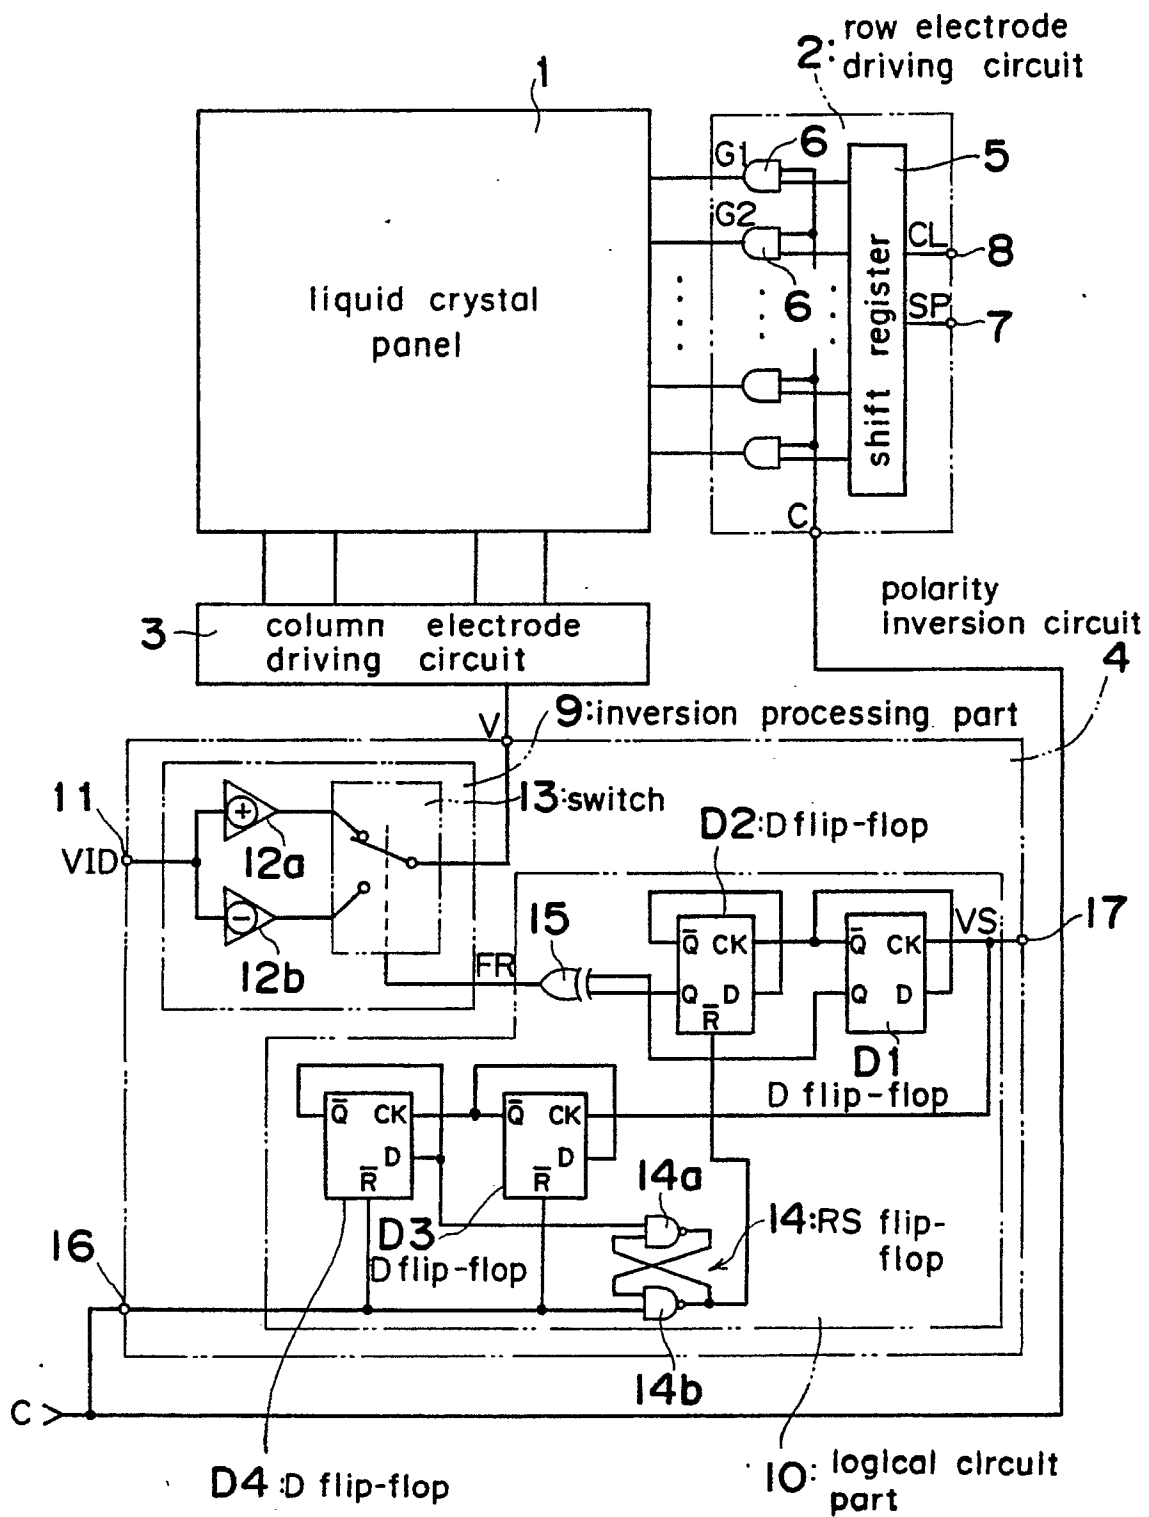 row electrode
2: driving circuit
1
6
5
G1
G2
CL
8
6
SP
7
liquid crystal
panel
shift register
C
polarity
inversion circuit
4
3
column electrode
driving circuit
V
9: inversion processing part
11
13: switch
D2: D flip-flop
VID
12a
12b
15
FR
VS
17
Q̅ CK
Q D
R̅
Q̅ CK
Q D
D1
D flip-flop
Q̅ CK
D
R̅
Q̅ CK
D
R̅
14a
14: RS flip-
flop
D3
D flip-flop
16
14b
C
D4: D flip-flop
10: logical circuit
part